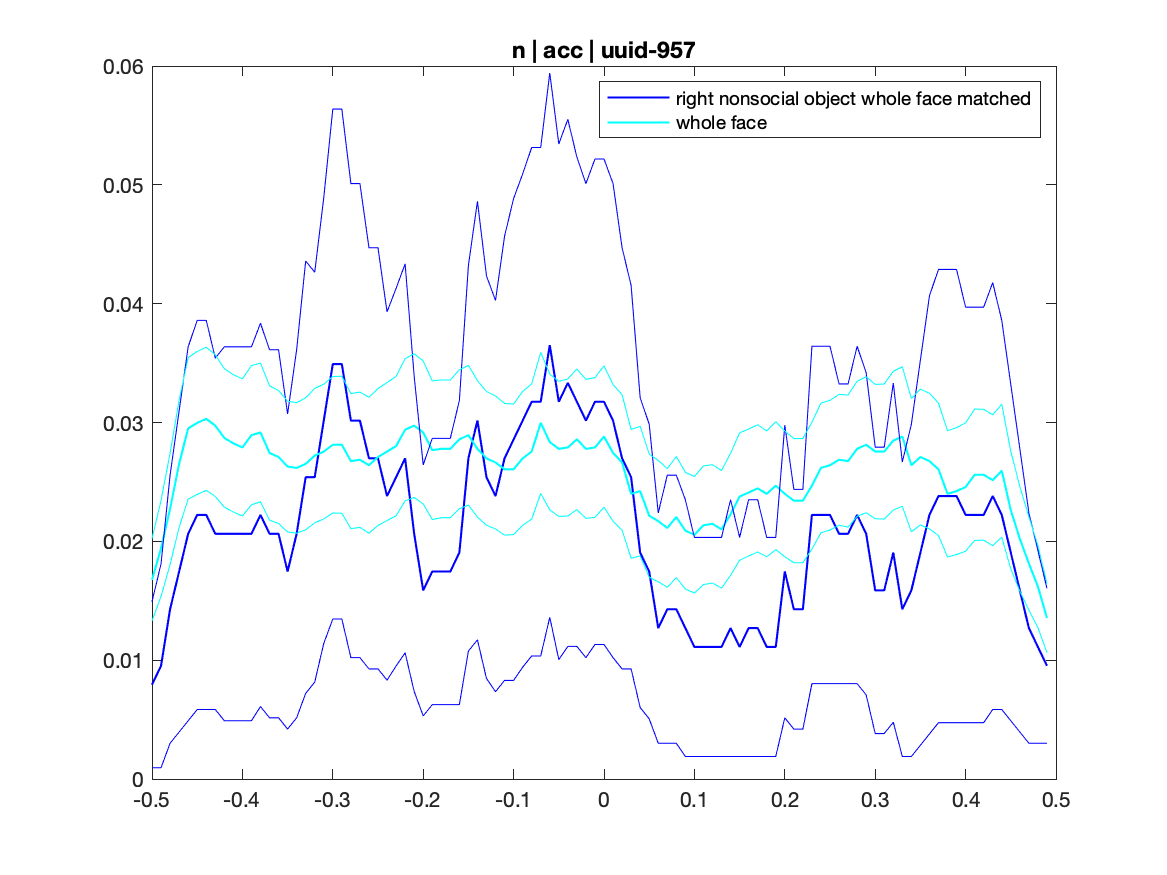 n | acc | uuid-957
0.06
0.05
0.04
0.03
0.02
0.01
0
right nonsocial object whole face matched
whole face
-0.5 -0.4 -0.3 -0.2 -0.1 0 0.1 0.2 0.3 0.4 0.5